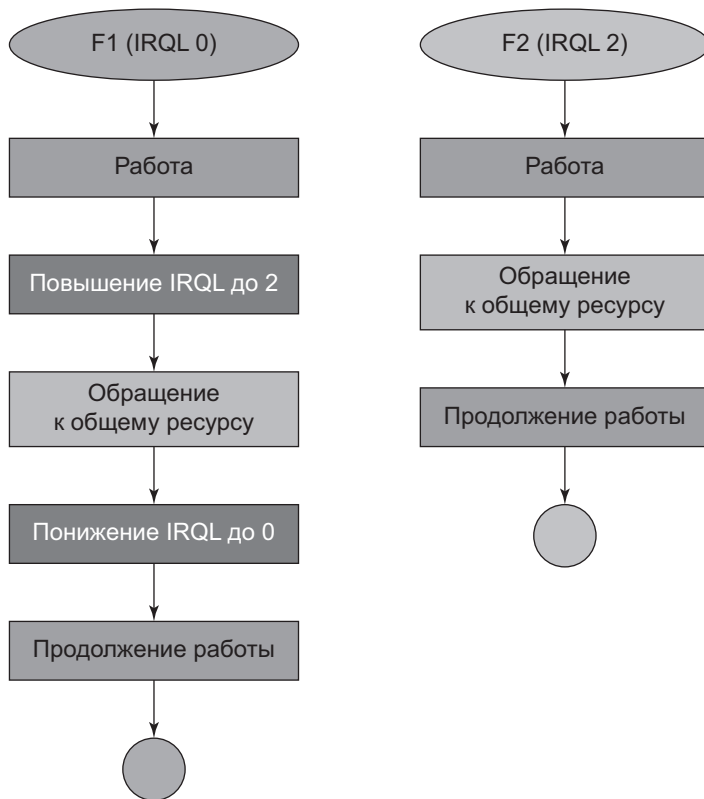 F1 (IRQL 0)
Работа
Повышение IRQL до 2
Обращение
к общему ресурсу
Понижение IRQL до 0
Продолжение работы
F2 (IRQL 2)
Работа
Обращение
к общему ресурсу
Продолжение работы